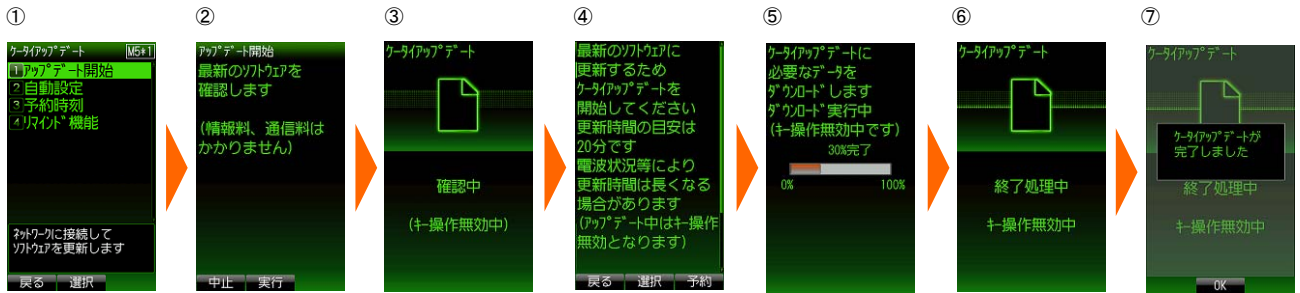 ①
ｹｰﾀｲｱｯﾌﾟﾃﾞｰﾄ M5*1
1 ｱｯﾌﾟﾃﾞｰﾄ開始
2 自動設定
3 予約時刻
4 ﾘﾏｲﾝﾄﾞ機能
ﾈｯﾄﾜｰｸに接続して
ｿﾌﾄｳｪｱを更新します
戻る 選択
②
ｱｯﾌﾟﾃﾞｰﾄ開始
最新のｿﾌﾄｳｪｱを
確認します
(情報料、通信料は
かかりません)
中止 実行
③
ｹｰﾀｲｱｯﾌﾟﾃﾞｰﾄ
確認中
(ｷｰ操作無効中)
④
最新のｿﾌﾄｳｪｱに
更新するため
ｹｰﾀｲｱｯﾌﾟﾃﾞｰﾄを
開始してください
更新時間の目安は
20分です
電波状況等により
更新時間は長くなる
場合があります
(ｱｯﾌﾟﾃﾞｰﾄ中はｷｰ操作
無効となります)
戻る 選択 予約
⑤
ｹｰﾀｲｱｯﾌﾟﾃﾞｰﾄに
必要なﾃﾞｰﾀを
ﾀﾞｳﾝﾛｰﾄﾞします
ﾀﾞｳﾝﾛｰﾄﾞ実行中
(ｷｰ操作無効中です)
30%完了
0% 100%
⑥
ｹｰﾀｲｱｯﾌﾟﾃﾞｰﾄ
終了処理中
ｷｰ操作無効中
⑦
ｹｰﾀｲｱｯﾌﾟﾃﾞｰﾄ
ｹｰﾀｲｱｯﾌﾟﾃﾞｰﾄが
完了しました
終了処理中
ｷｰ操作無効中
OK